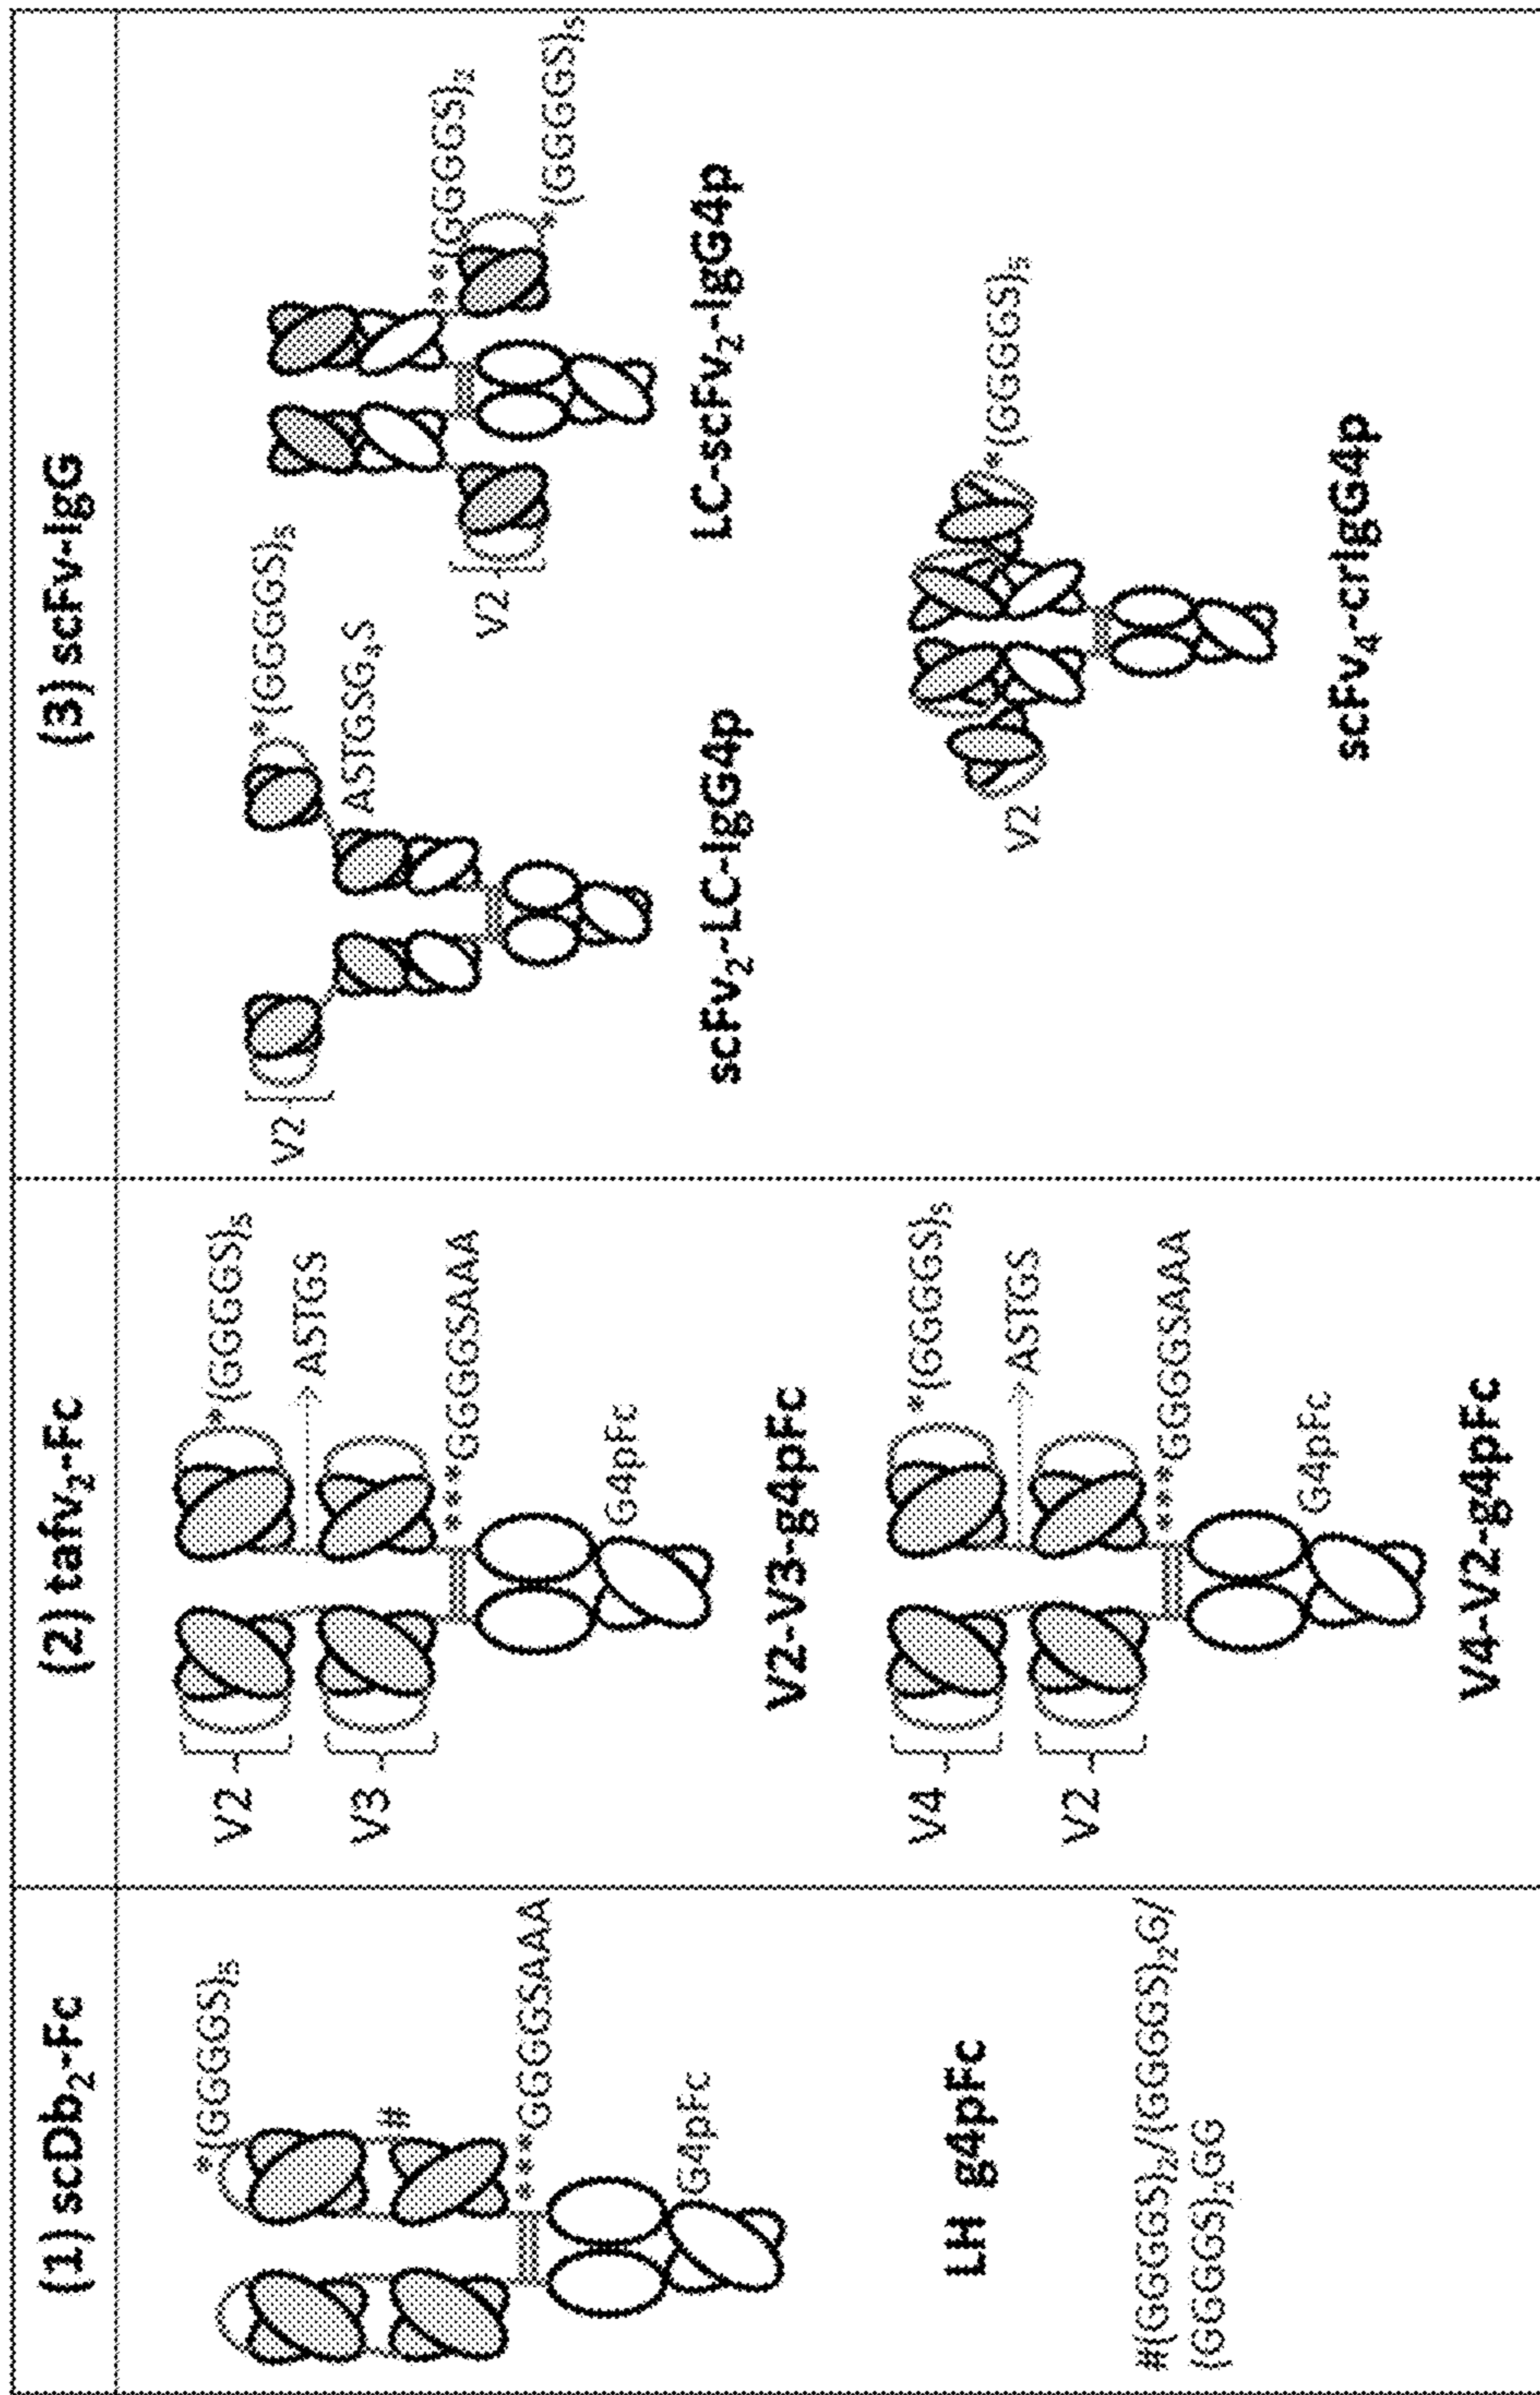 (1) scDb₂-Fc
*(GGGGS)₅
#
***GGGGSAAA
G4pFc
LH g4pFc
#(GGGGS)₂/(GGGGS)₂G/
(GGGGS)₂GG
(2) tafv₂-Fc
V2
*(GGGGS)₅
ASTGS
V3
***GGGGSAAA
G4pFc
V2-V3-g4pFc
V4
*(GGGGS)₅
ASTGS
V2
***GGGGSAAA
G4pFc
V4-V2-g4pFc
(3) scFv-IgG
V2
*(GGGGS)₅
ASTGSG₄S
scFv₂-LC-IgG4p
**(GGGGS)₂
V2
*(GGGGS)₅
LC-scFv₂-IgG4p
V2
*(GGGGS)₅
scFv₄-crIgG4p